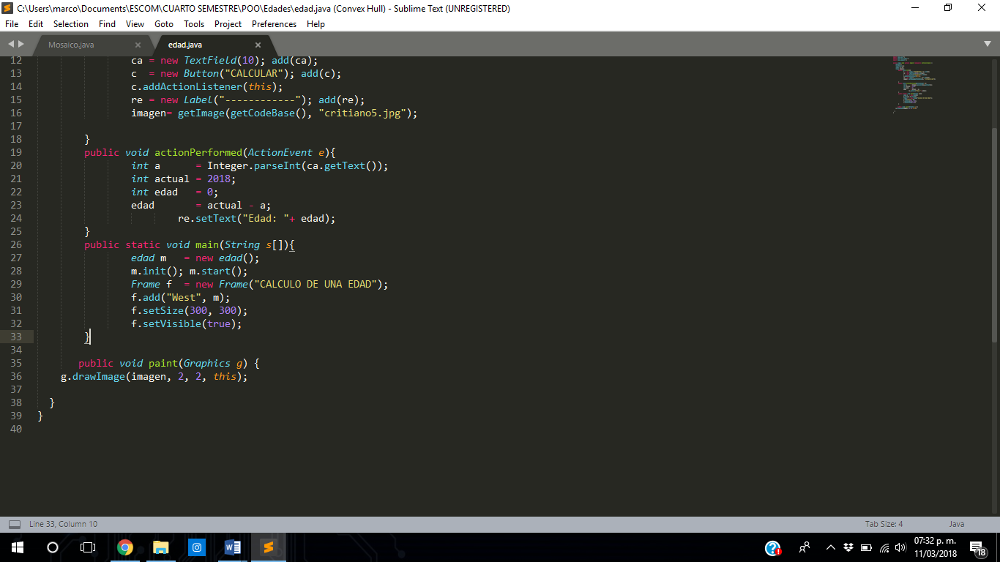 C:\Users\marco\Documents\ESCOM\CUARTO SEMESTRE\POO\Edades\edad.java (Convex Hull) - Sublime Text (UNREGISTERED)
File Edit Selection Find View Goto Tools Project Preferences Help
Mosaico.java × edad.java ×
12 ca = new TextField(10); add(ca);
13 c  = new Button("CALCULAR"); add(c);
14 c.addActionListener(this);
15 re = new Label("------------"); add(re);
16 imagen= getImage(getCodeBase(), "critiano5.jpg");
17
18 }
19 public void actionPerformed(ActionEvent e){
20 int a      = Integer.parseInt(ca.getText());
21 int actual = 2018;
22 int edad   = 0;
23 edad       = actual - a;
24 re.setText("Edad: "+ edad);
25 }
26 public static void main(String s[]){
27 edad m   = new edad();
28 m.init(); m.start();
29 Frame f  = new Frame("CALCULO DE UNA EDAD");
30 f.add("West", m);
31 f.setSize(300, 300);
32 f.setVisible(true);
33 }
34
35 public void paint(Graphics g) {
36 g.drawImage(imagen, 2, 2, this);
37
38 }
39 }
40
Line 33, Column 10 Tab Size: 4 Java
07:32 p. m.
11/03/2018
18